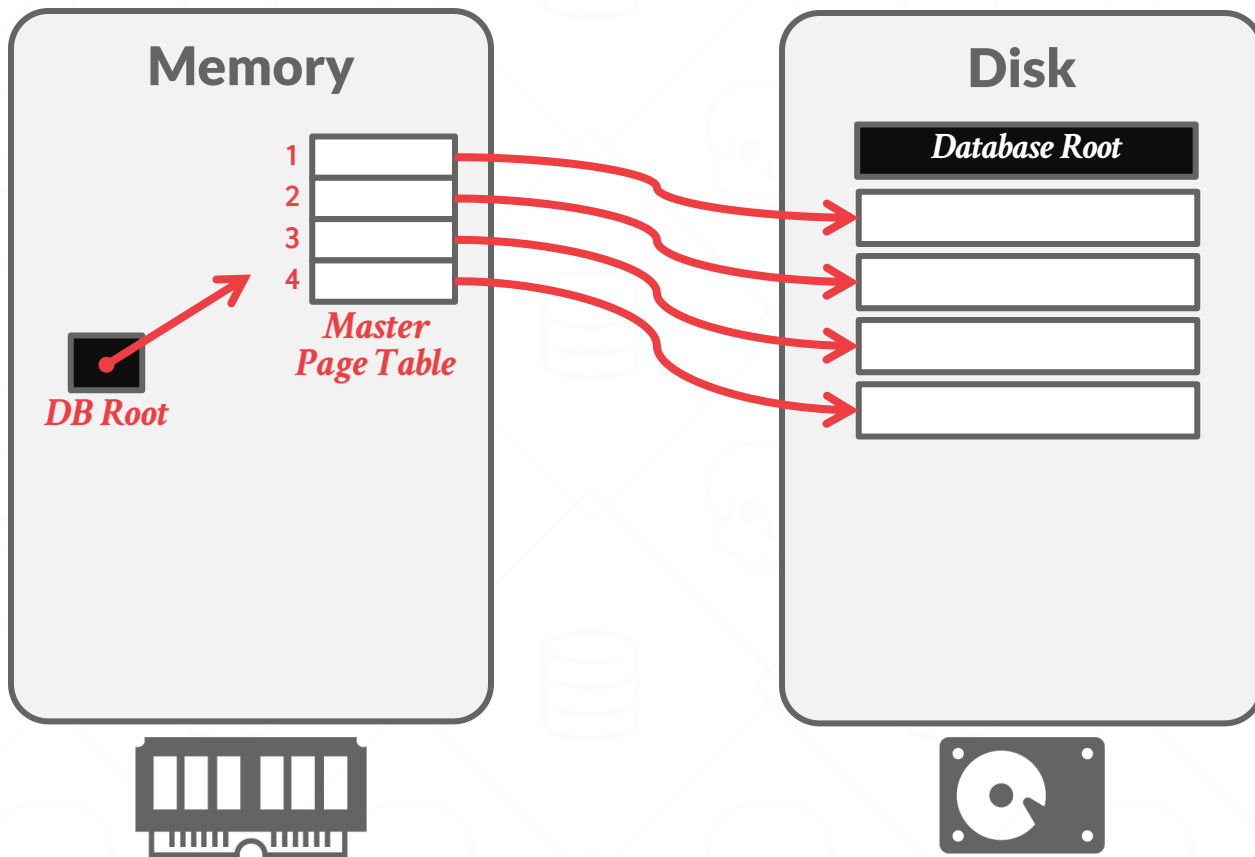 Memory
1
2
3
4
Master
Page Table
DB Root
Disk
Database Root